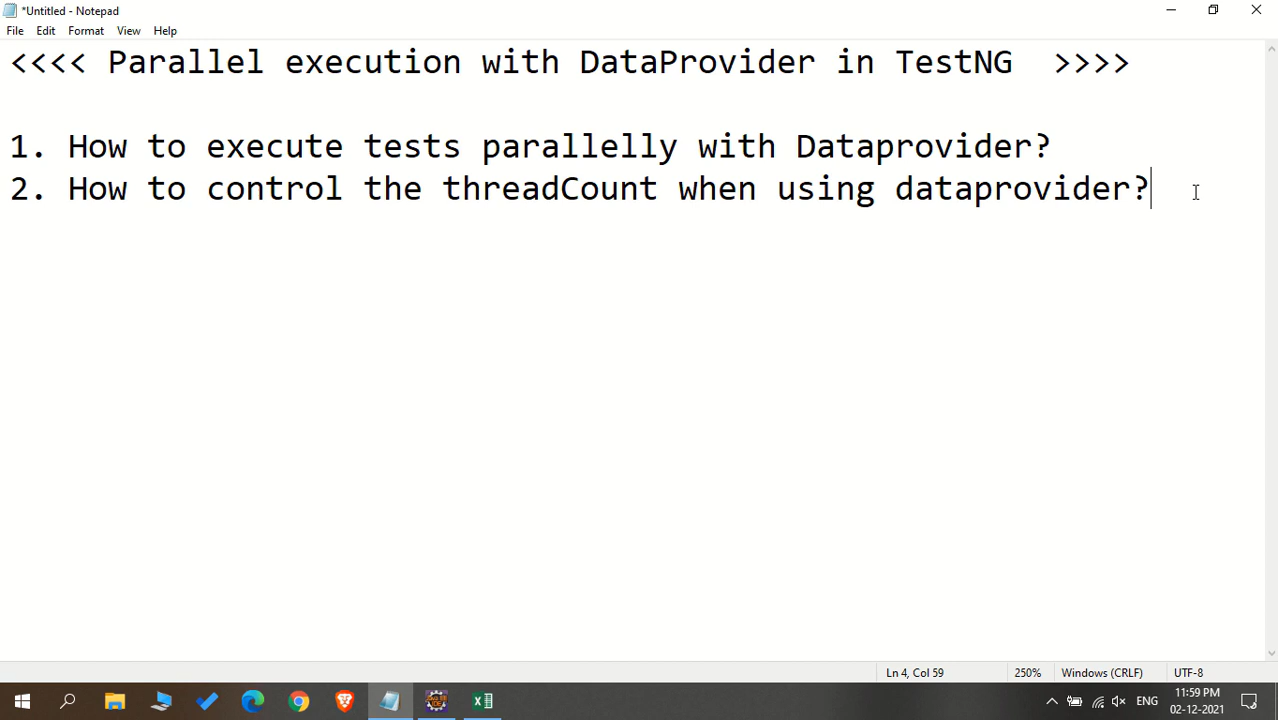 *Untitled - Notepad
File Edit Format View Help
<<<< Parallel execution with DataProvider in TestNG >>>>
1. How to execute tests parallelly with Dataprovider?
2. How to control the threadCount when using dataprovider?
Ln 4, Col 59 250% Windows (CRLF) UTF-8
ENG 11:59 PM
02-12-2021